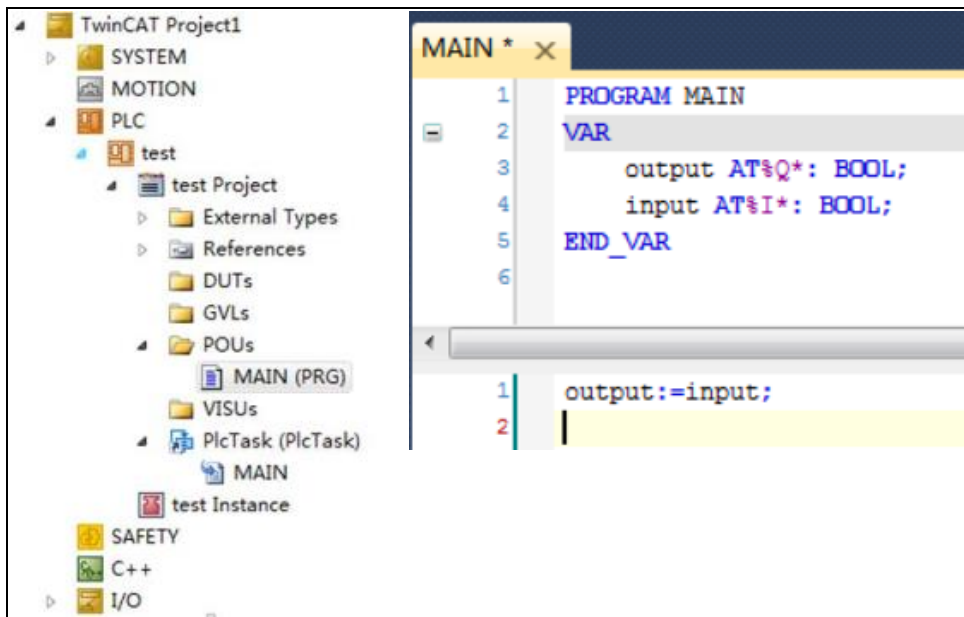 TwinCAT Project1
SYSTEM
MOTION
PLC
test
test Project
External Types
References
DUTs
GVLs
POUs
MAIN (PRG)
VISUs
PlcTask (PlcTask)
MAIN
test Instance
SAFETY
C++
I/O
MAIN *
1 PROGRAM MAIN
2 VAR
3 output AT%Q*: BOOL;
4 input AT%I*: BOOL;
5 END_VAR
6
1 output:=input;
2